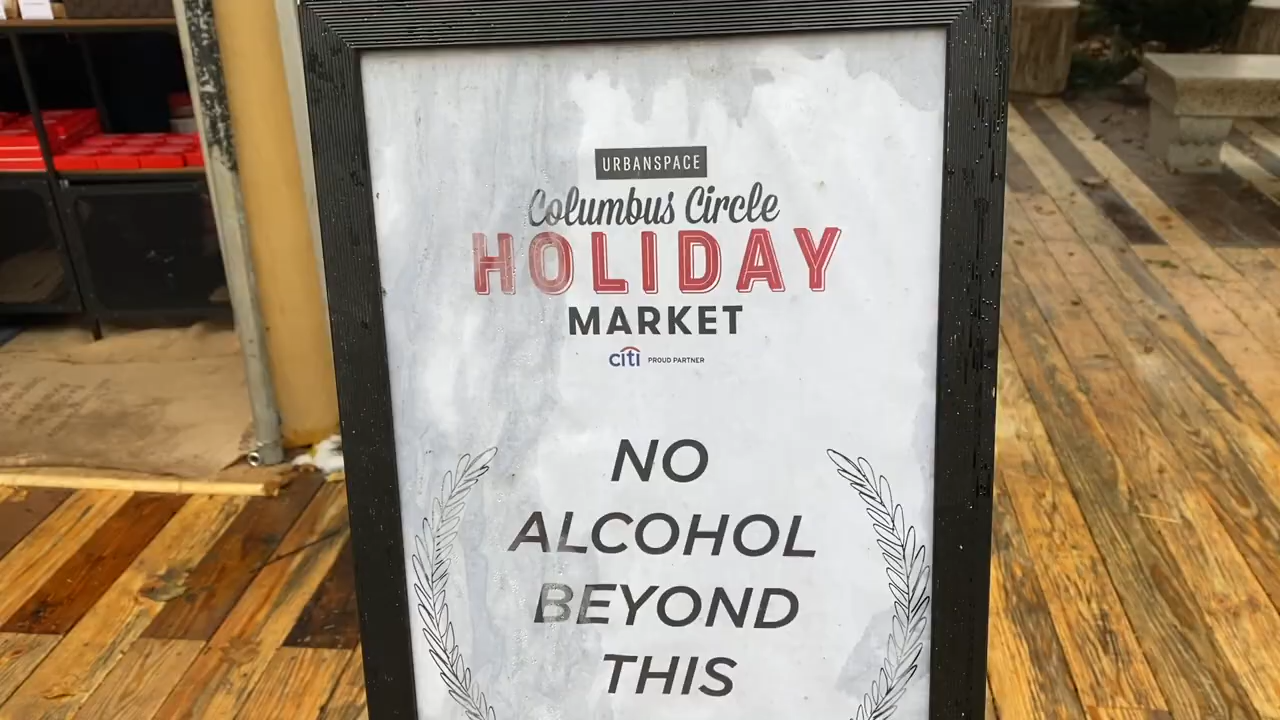 URBANSPACE
Columbus Circle
HOLIDAY
MARKET
citi PROUD PARTNER
NO
ALCOHOL
BEYOND
THIS